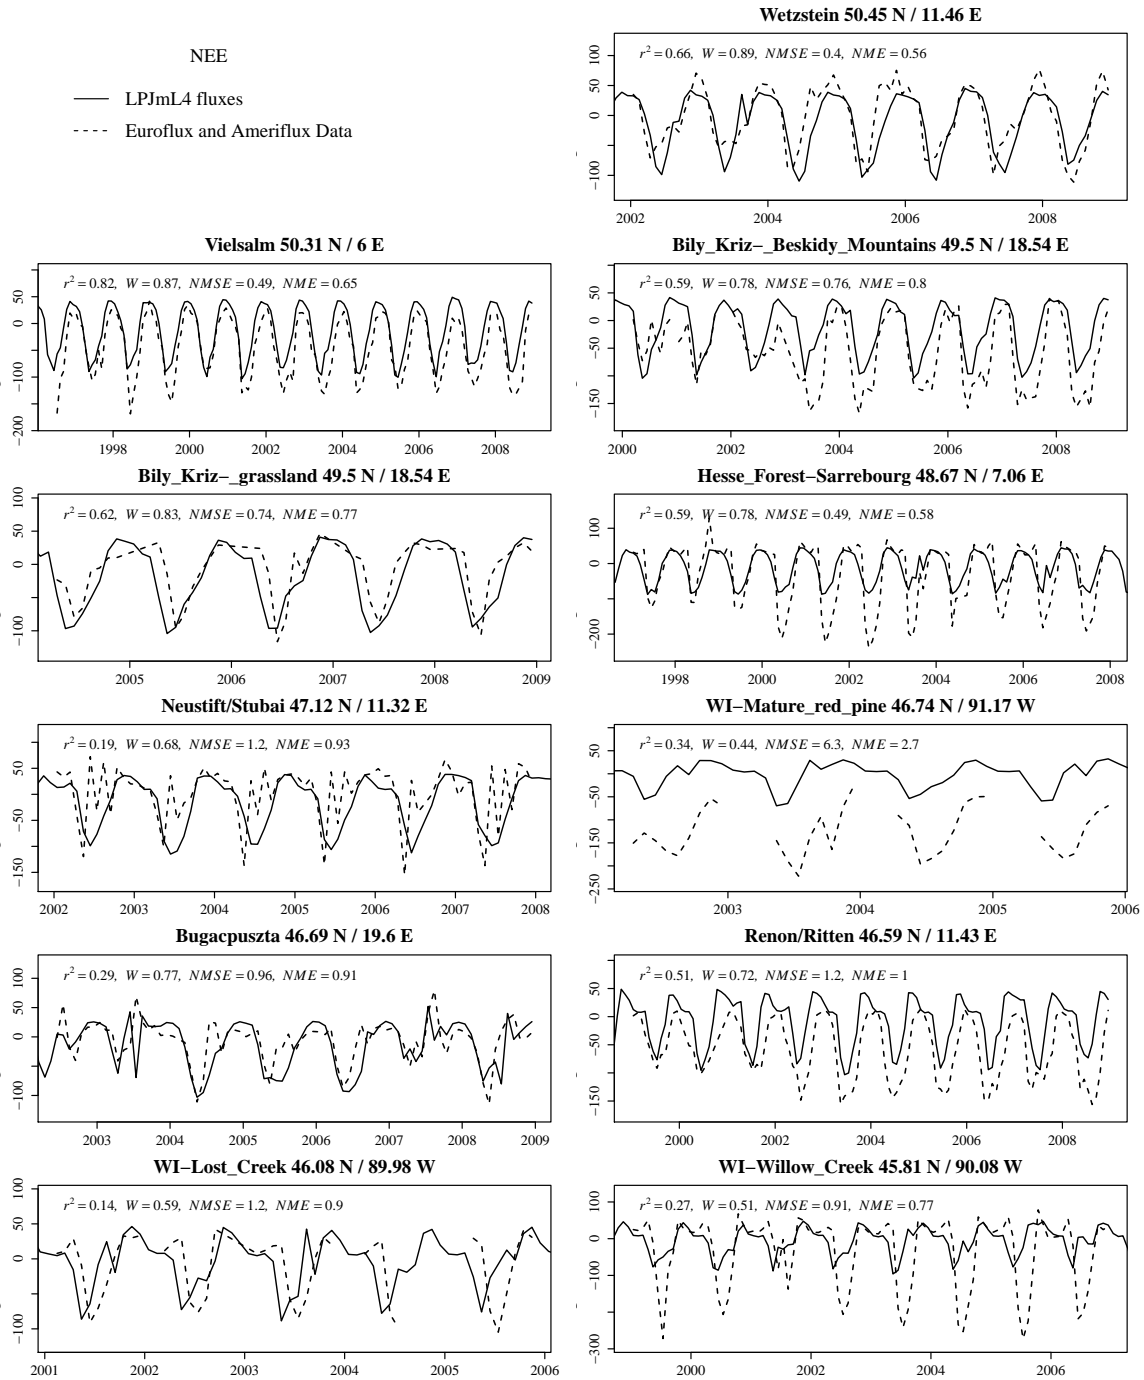 Wetzstein 50.45 N / 11.46 E
r² = 0.66, W = 0.89, NMSE = 0.4, NME = 0.56
−100 0 50 100
2002 2004 2006 2008
NEE
LPJmL4 fluxes
Euroflux and Ameriflux Data
Vielsalm 50.31 N / 6 E
r² = 0.82, W = 0.87, NMSE = 0.49, NME = 0.65
−200 −100 0 50
1998 2000 2002 2004 2006 2008
Bily_Kriz−_Beskidy_Mountains 49.5 N / 18.54 E
r² = 0.59, W = 0.78, NMSE = 0.76, NME = 0.8
−150 −50 0 50
2000 2002 2004 2006 2008
Bily_Kriz−_grassland 49.5 N / 18.54 E
r² = 0.62, W = 0.83, NMSE = 0.74, NME = 0.77
−100 0 50 100
2005 2006 2007 2008 2009
Hesse_Forest−Sarrebourg 48.67 N / 7.06 E
r² = 0.59, W = 0.78, NMSE = 0.49, NME = 0.58
−200 0 100
1998 2000 2002 2004 2006 2008
Neustift/Stubai 47.12 N / 11.32 E
r² = 0.19, W = 0.68, NMSE = 1.2, NME = 0.93
−150 −50 0 50
2002 2003 2004 2005 2006 2007 2008
WI−Mature_red_pine 46.74 N / 91.17 W
r² = 0.34, W = 0.44, NMSE = 6.3, NME = 2.7
−250 −150 −50 50
2003 2004 2005 2006
Bugacpuszta 46.69 N / 19.6 E
r² = 0.29, W = 0.77, NMSE = 0.96, NME = 0.91
−100 0 50 100
2003 2004 2005 2006 2007 2008 2009
Renon/Ritten 46.59 N / 11.43 E
r² = 0.51, W = 0.72, NMSE = 1.2, NME = 1
−150 −50 0 50
2000 2002 2004 2006 2008
WI−Lost_Creek 46.08 N / 89.98 W
r² = 0.14, W = 0.59, NMSE = 1.2, NME = 0.9
−100 0 50 100
2001 2002 2003 2004 2005 2006
WI−Willow_Creek 45.81 N / 90.08 W
r² = 0.27, W = 0.51, NMSE = 0.91, NME = 0.77
−300 −100 0 100
2000 2002 2004 2006